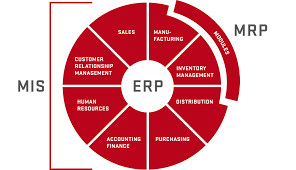 SALES
MANU-
FACTURING
MRP
MODULES
CUSTOMER
RELATIONSHIP
MANAGEMENT
INVENTORY
MANAGEMENT
MIS
ERP
HUMAN
RESOURCES
DISTRIBUTION
ACCOUNTING
FINANCE
PURCHASING